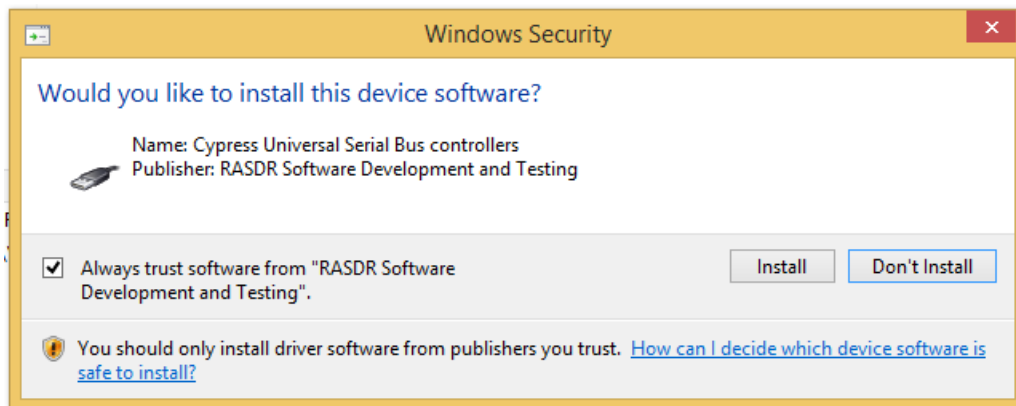 Windows Security
Would you like to install this device software?
Name: Cypress Universal Serial Bus controllers
Publisher: RASDR Software Development and Testing
Always trust software from "RASDR Software
Development and Testing".
Install
Don't Install
You should only install driver software from publishers you trust. How can I decide which device software is
safe to install?